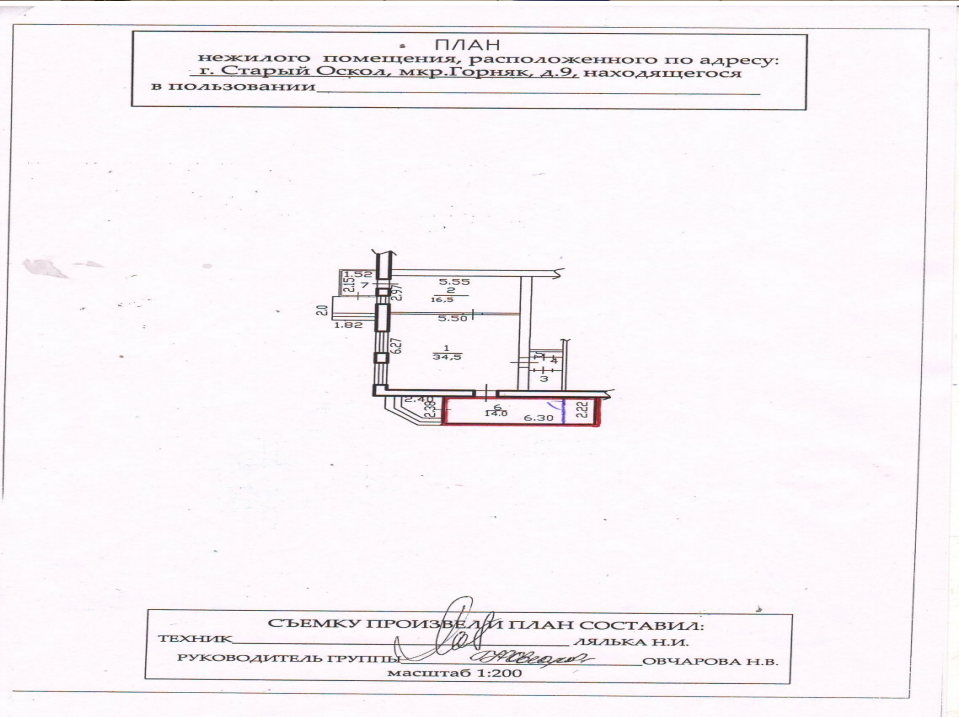 ПЛАН
нежилого помещения, расположенного по адресу:
г. Старый Оскол, мкр.Горняк, д.9, находящегося
в пользовании
1.52
2.15
7
2.97
5.55
2
16,5
2.0
1.82
5.50
6.27
1
34,5
4
3
2.40
2.38
6
14.0
6.30
2.22
СЪЕМКУ ПРОИЗВЕЛ И ПЛАН СОСТАВИЛ:
ТЕХНИК ЛЯЛЬКА Н.И.
РУКОВОДИТЕЛЬ ГРУППЫ ОВЧАРОВА Н.В.
масштаб 1:200